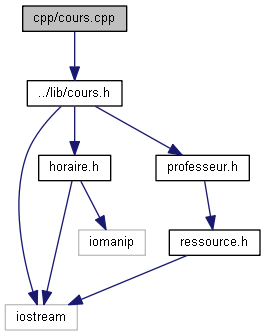 cpp/cours.cpp
../lib/cours.h
horaire.h
professeur.h
iomanip
ressource.h
iostream